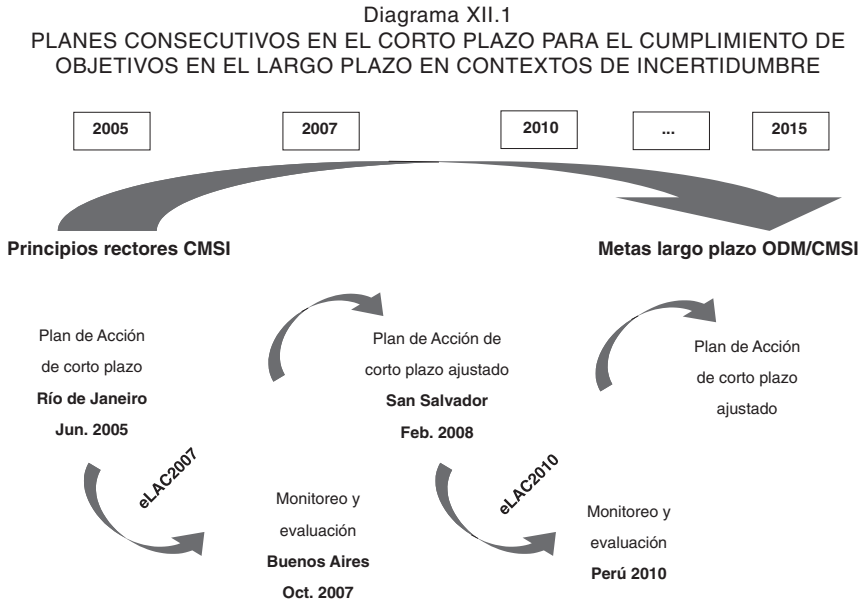 Diagrama XII.1
PLANES CONSECUTIVOS EN EL CORTO PLAZO PARA EL CUMPLIMIENTO DE
OBJETIVOS EN EL LARGO PLAZO EN CONTEXTOS DE INCERTIDUMBRE
2005
2007
2010
...
2015
Principios rectores CMSI
Metas largo plazo ODM/CMSI
Plan de Acción
de corto plazo
Río de Janeiro
Jun. 2005
eLAC2007
Monitoreo y
evaluación
Buenos Aires
Oct. 2007
Plan de Acción de
corto plazo ajustado
San Salvador
Feb. 2008
eLAC2010
Monitoreo y
evaluación
Perú 2010
Plan de Acción
de corto plazo
ajustado